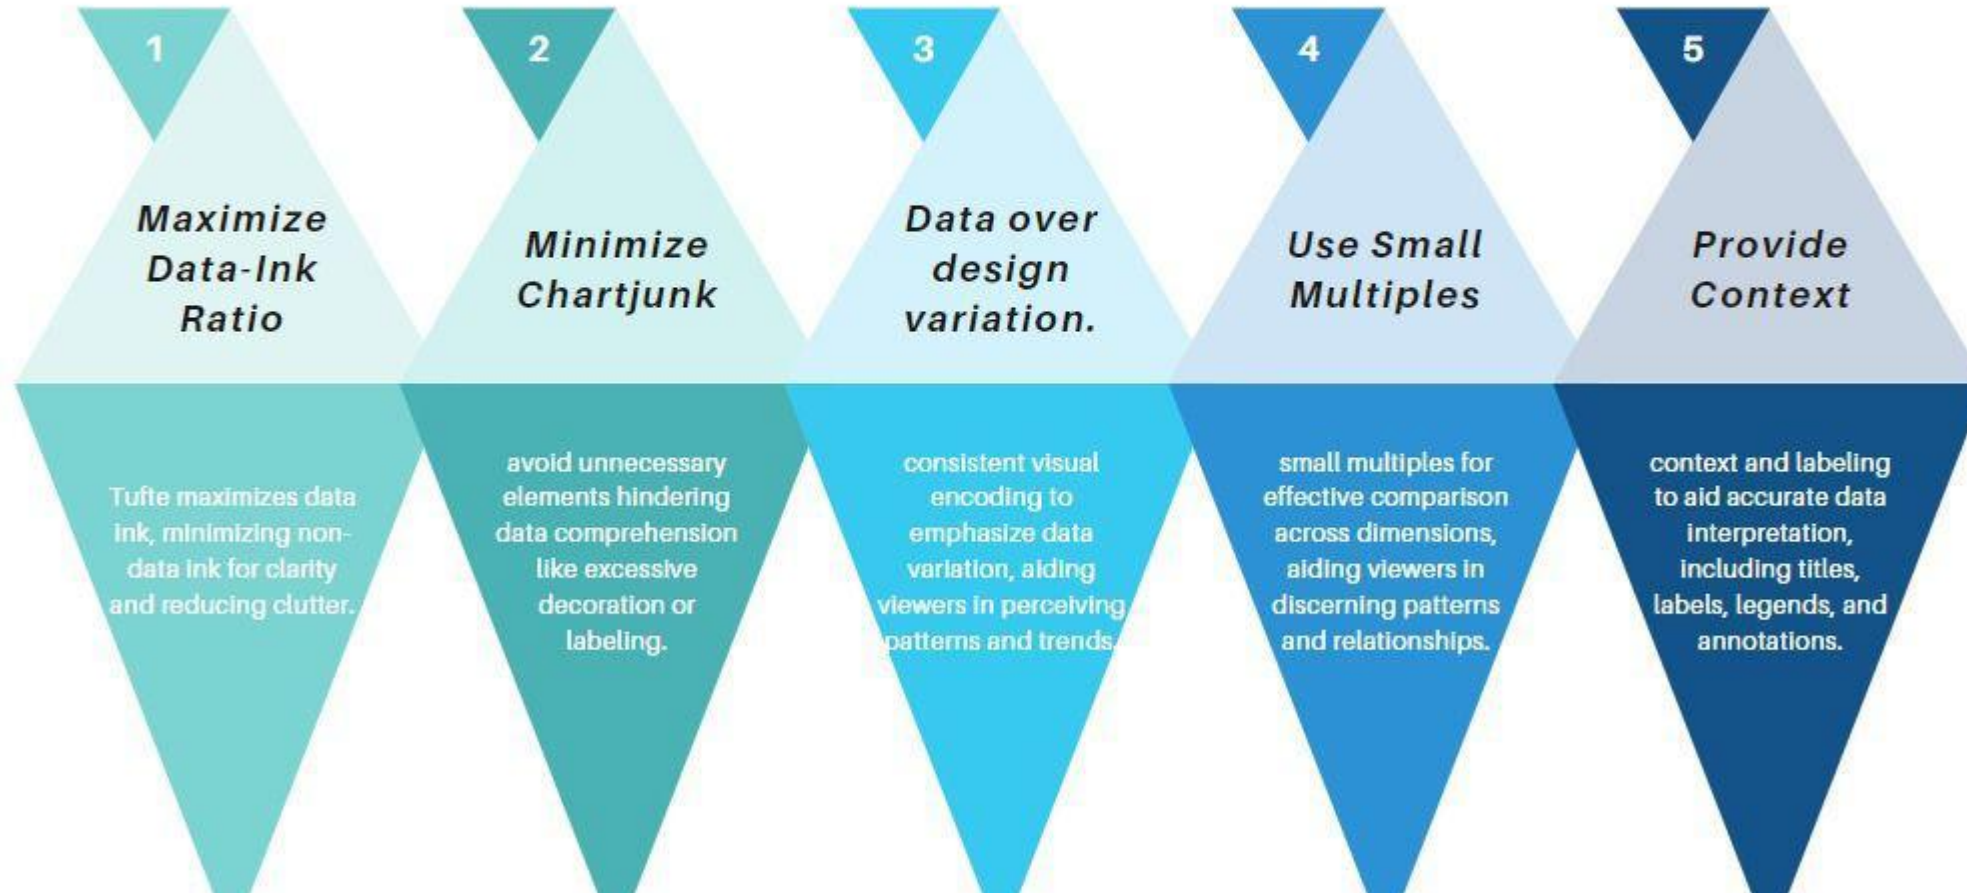 1
Maximize
Data-Ink
Ratio
Tufte maximizes data
ink, minimizing non-
data ink for clarity
and reducing clutter.
2
Minimize
Chartjunk
avoid unnecessary
elements hindering
data comprehension
like excessive
decoration or
labeling.
3
Data over
design
variation.
consistent visual
encoding to
emphasize data
variation, aiding
viewers in perceiving
patterns and trends.
4
Use Small
Multiples
small multiples for
effective comparison
across dimensions,
aiding viewers in
discerning patterns
and relationships.
5
Provide
Context
context and labeling
to aid accurate data
interpretation,
including titles,
labels, legends, and
annotations.